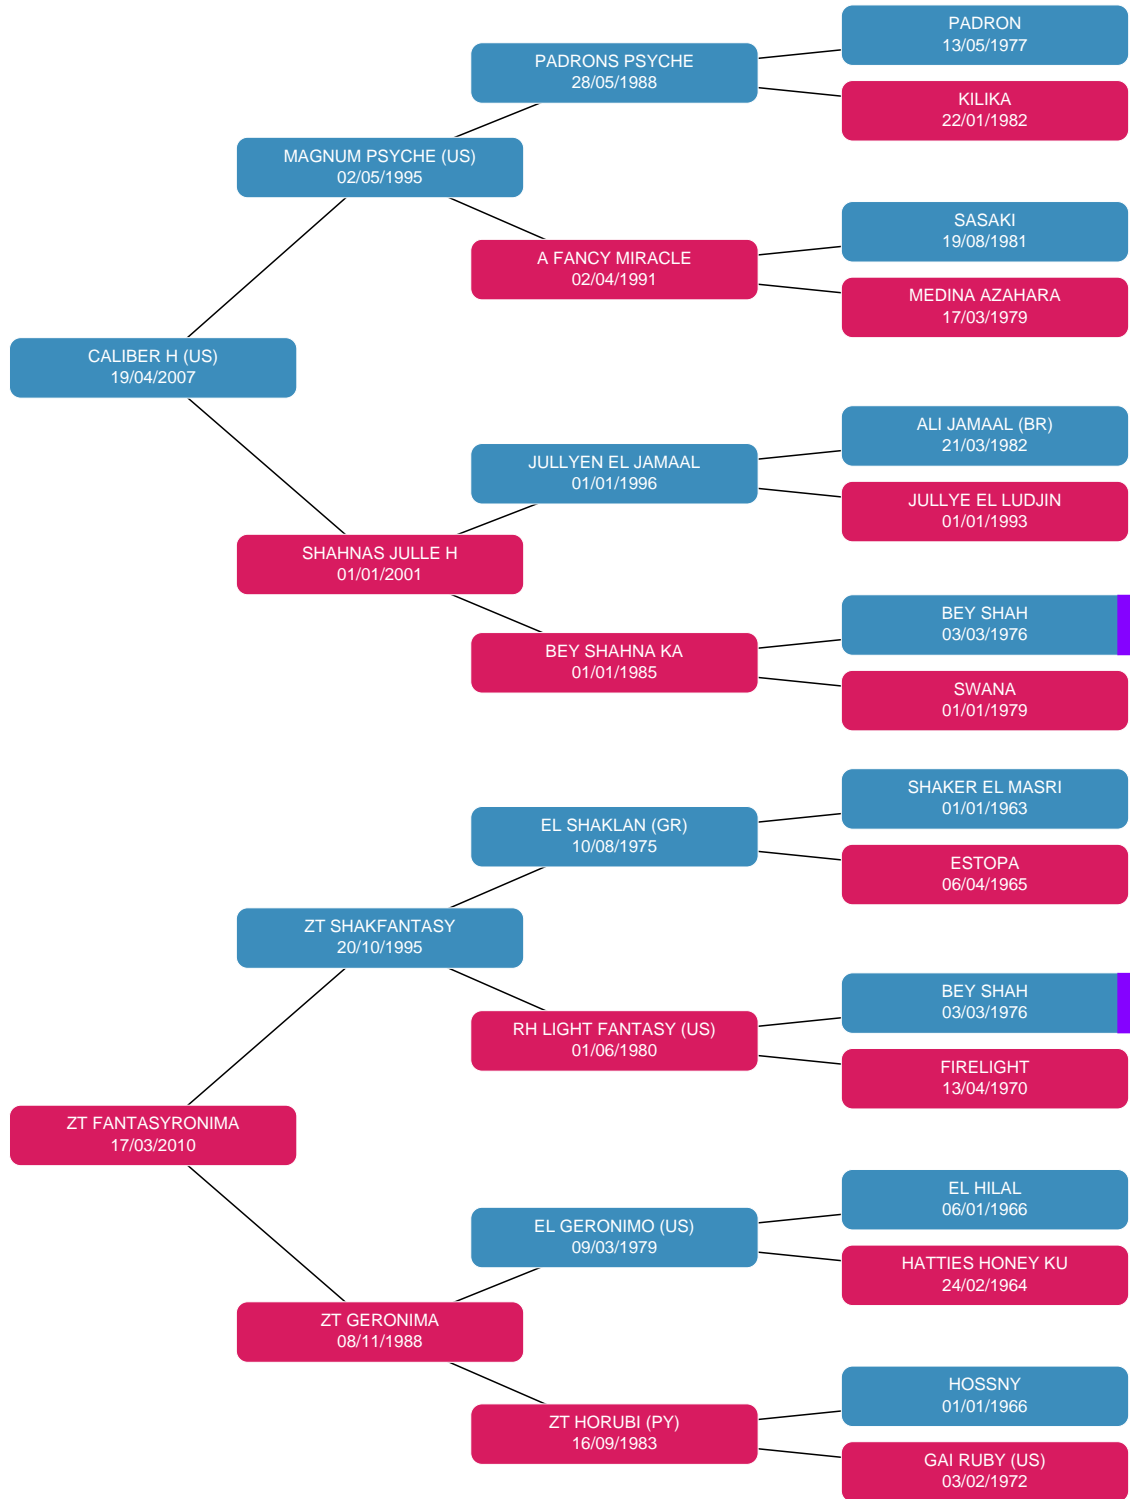 PADRON
13/05/1977
PADRONS PSYCHE
28/05/1988
KILIKA
22/01/1982
MAGNUM PSYCHE (US)
02/05/1995
SASAKI
19/08/1981
A FANCY MIRACLE
02/04/1991
MEDINA AZAHARA
17/03/1979
CALIBER H (US)
19/04/2007
ALI JAMAAL (BR)
21/03/1982
JULLYEN EL JAMAAL
01/01/1996
JULLYE EL LUDJIN
01/01/1993
SHAHNAS JULLE H
01/01/2001
BEY SHAH
03/03/1976
BEY SHAHNA KA
01/01/1985
SWANA
01/01/1979
SHAKER EL MASRI
01/01/1963
EL SHAKLAN (GR)
10/08/1975
ESTOPA
06/04/1965
ZT SHAKFANTASY
20/10/1995
BEY SHAH
03/03/1976
RH LIGHT FANTASY (US)
01/06/1980
FIRELIGHT
13/04/1970
ZT FANTASYRONIMA
17/03/2010
EL HILAL
06/01/1966
EL GERONIMO (US)
09/03/1979
HATTIES HONEY KU
24/02/1964
ZT GERONIMA
08/11/1988
HOSSNY
01/01/1966
ZT HORUBI (PY)
16/09/1983
GAI RUBY (US)
03/02/1972